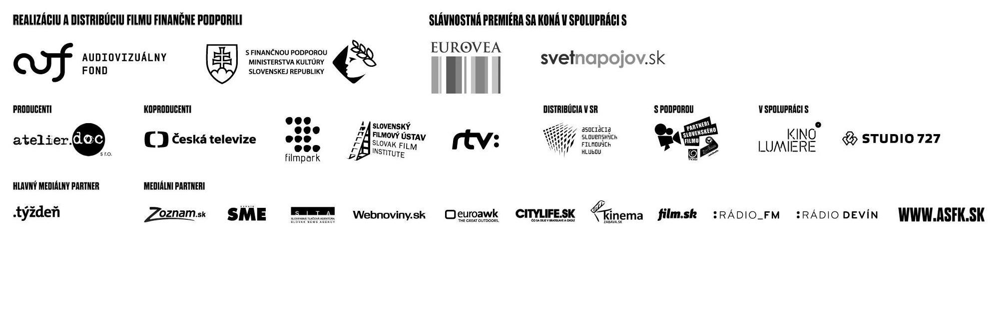 REALIZÁCIU A DISTRIBÚCIU FILMU FINANČNE PODPORILI
AUDIOVIZUÁLNY
FOND
S FINANČNOU PODPOROU
MINISTERSTVA KULTÚRY
SLOVENSKEJ REPUBLIKY
SLÁVNOSTNÁ PREMIÉRA SA KONÁ V SPOLUPRÁCI S
EUROVEA
svetnapojov.sk
PRODUCENTI
atelier.doc
s r.o.
KOPRODUCENTI
Česká televize
filmpark
SLOVENSKÝ
FILMOVÝ ÚSTAV
SLOVAK FILM
INSTITUTE
rtv:
DISTRIBÚCIA V SR
asociácia
slovenských
filmových
klubov
S PODPOROU
PARTNERI
SLOVENSKÉHO
FILMU
V SPOLUPRÁCI S
KINO
LUMIÈRE
STUDIO 727
HLAVNÝ MEDIÁLNY PARTNER
.týždeň
MEDIÁLNI PARTNERI
Zoznam.sk
DENNÍK
SME
SITA
SLOVENSKÁ TLAČOVÁ AGENTÚRA
SLOVAK NEWS AGENCY
Webnoviny.sk
euroawk
THE GREAT OUTDOORS.
CITYLIFE.SK
ČO SA DEJE V BRATISLAVE A OKOLÍ
kinema
ZABAVA.SK
film.sk
:RÁDIO_FM
:RÁDIO DEVÍN
WWW.ASFK.SK